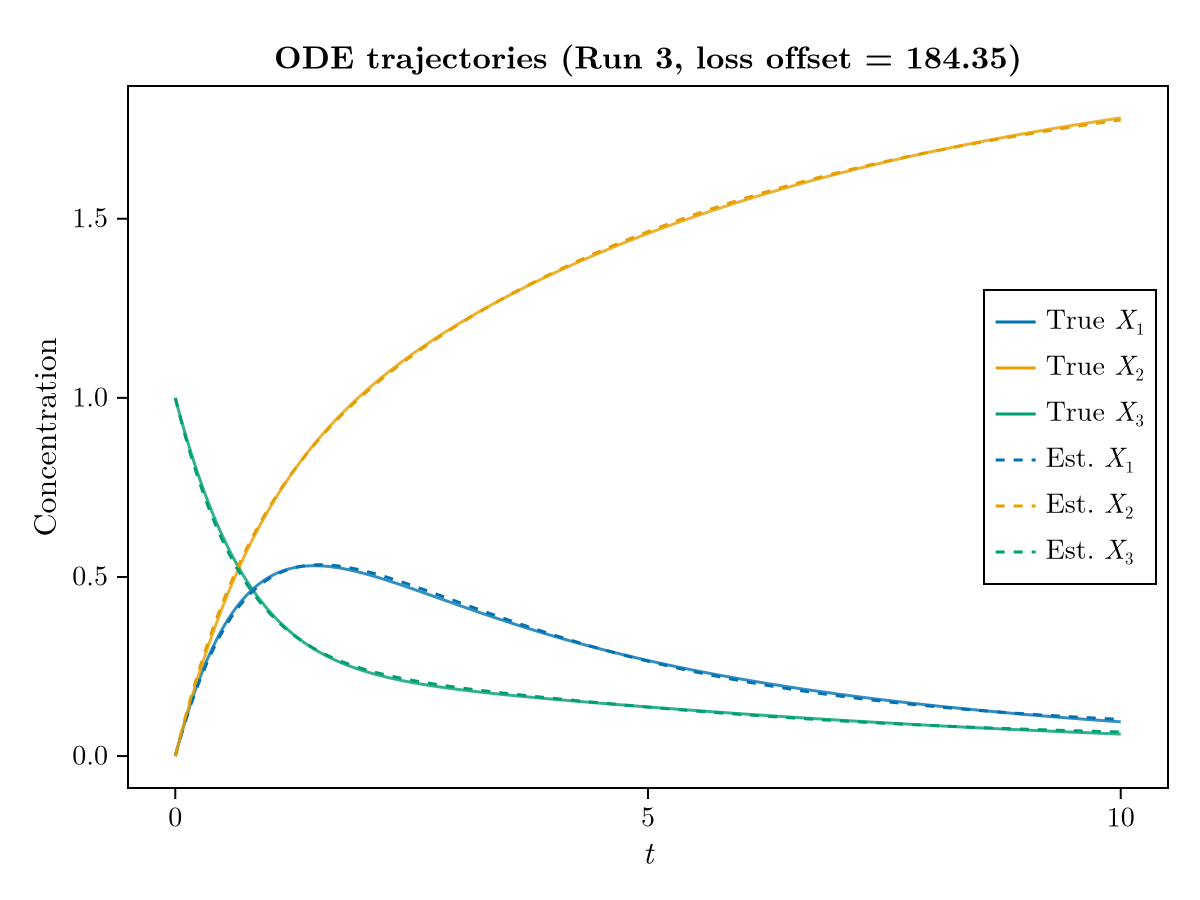 ODE trajectories (Run 3, loss offset = 184.35)
Concentration
1.5
1.0
0.5
0.0
True X₁
True X₂
True X₃
Est. X₁
Est. X₂
Est. X₃
0 5 10
t